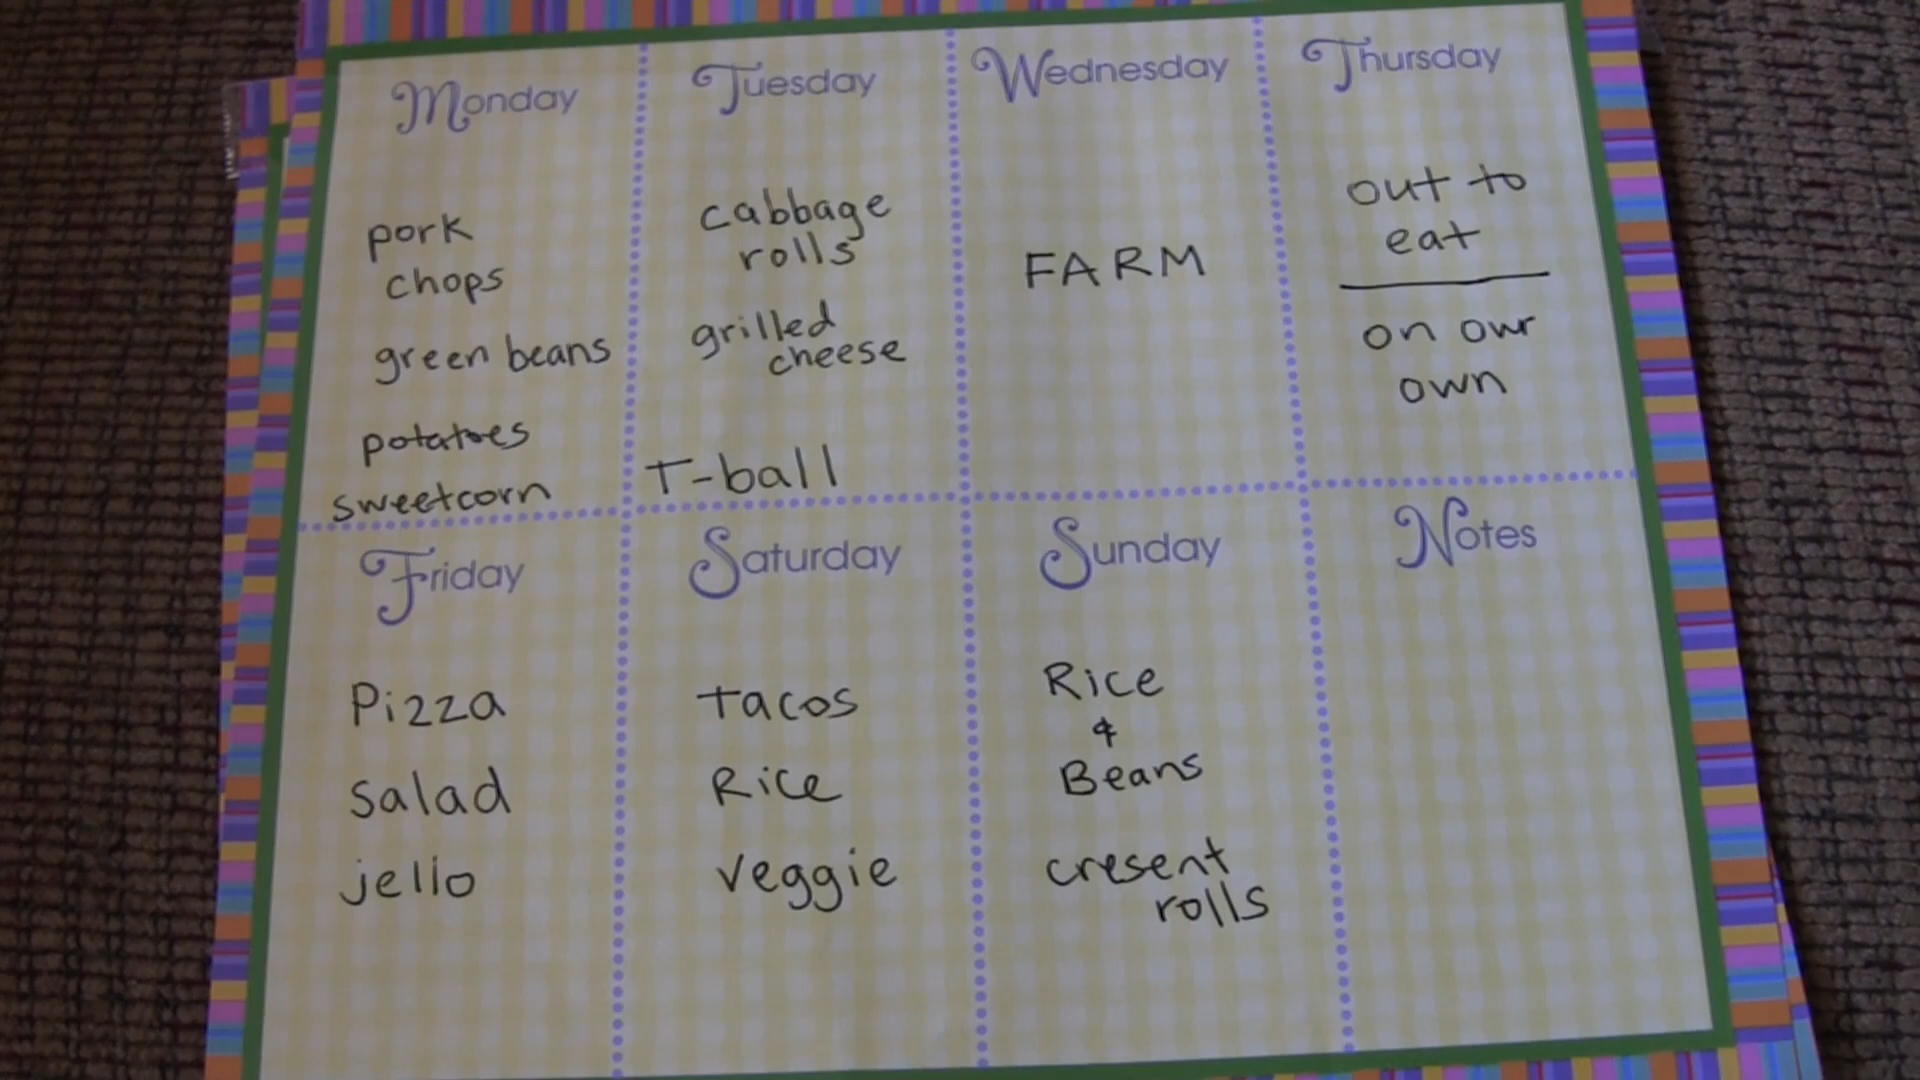 Monday
pork
chops
green beans
potatoes
sweetcorn
Tuesday
cabbage
rolls
grilled
cheese
T-ball
Wednesday
FARM
Thursday
out to
eat
on our
own
Friday
Pizza
salad
jello
Saturday
Tacos
Rice
veggie
Sunday
Rice
&
Beans
cresent
rolls
Notes